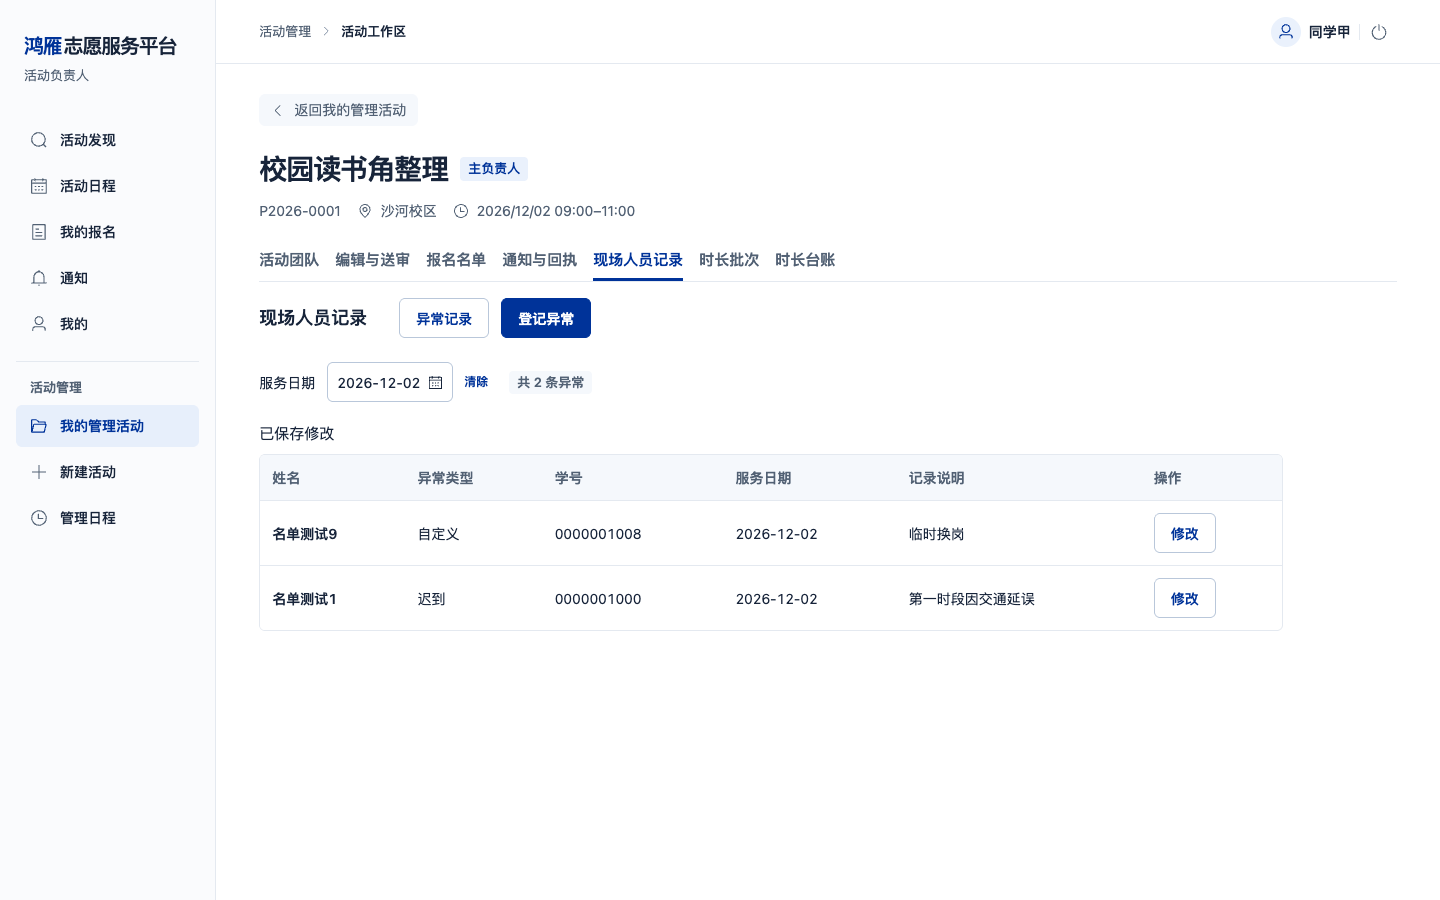 鸿雁志愿服务平台
活动负责人
活动发现
活动日程
我的报名
通知
我的
活动管理
我的管理活动
新建活动
管理日程
活动管理 活动工作区
同学甲
返回我的管理活动
校园读书角整理 主负责人
P2026-0001 沙河校区 2026/12/02 09:00–11:00
活动团队 编辑与送审 报名名单 通知与回执 现场人员记录 时长批次 时长台账
现场人员记录 异常记录 登记异常
服务日期 2026-12-02 清除 共 2 条异常
已保存修改
姓名 异常类型 学号 服务日期 记录说明 操作
名单测试9 自定义 0000001008 2026-12-02 临时换岗 修改
名单测试1 迟到 0000001000 2026-12-02 第一时段因交通延误 修改